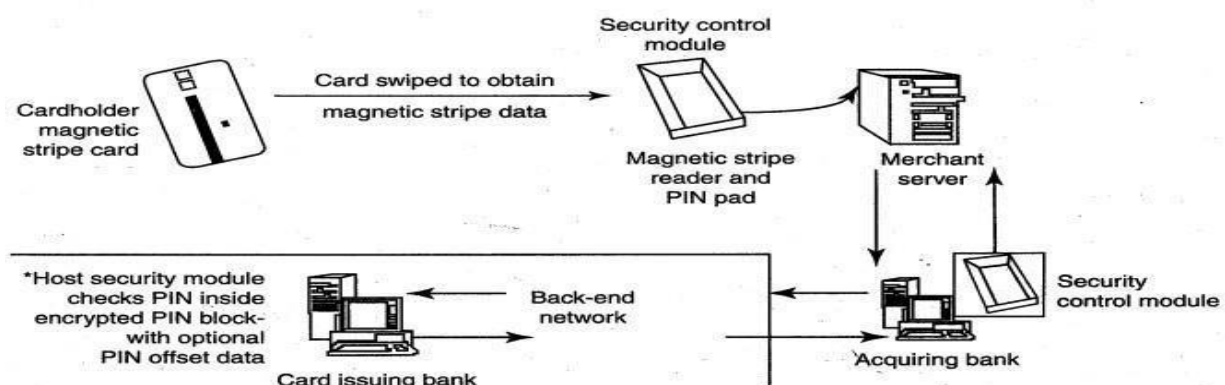 Security control
module
Card swiped to obtain
magnetic stripe data
Cardholder
magnetic
stripe card
Magnetic stripe
reader and
PIN pad
Merchant
server
*Host security module
checks PIN inside
encrypted PIN block-
with optional
PIN offset data
Back-end
network
Security
control module
Acquiring bank
Card issuing bank